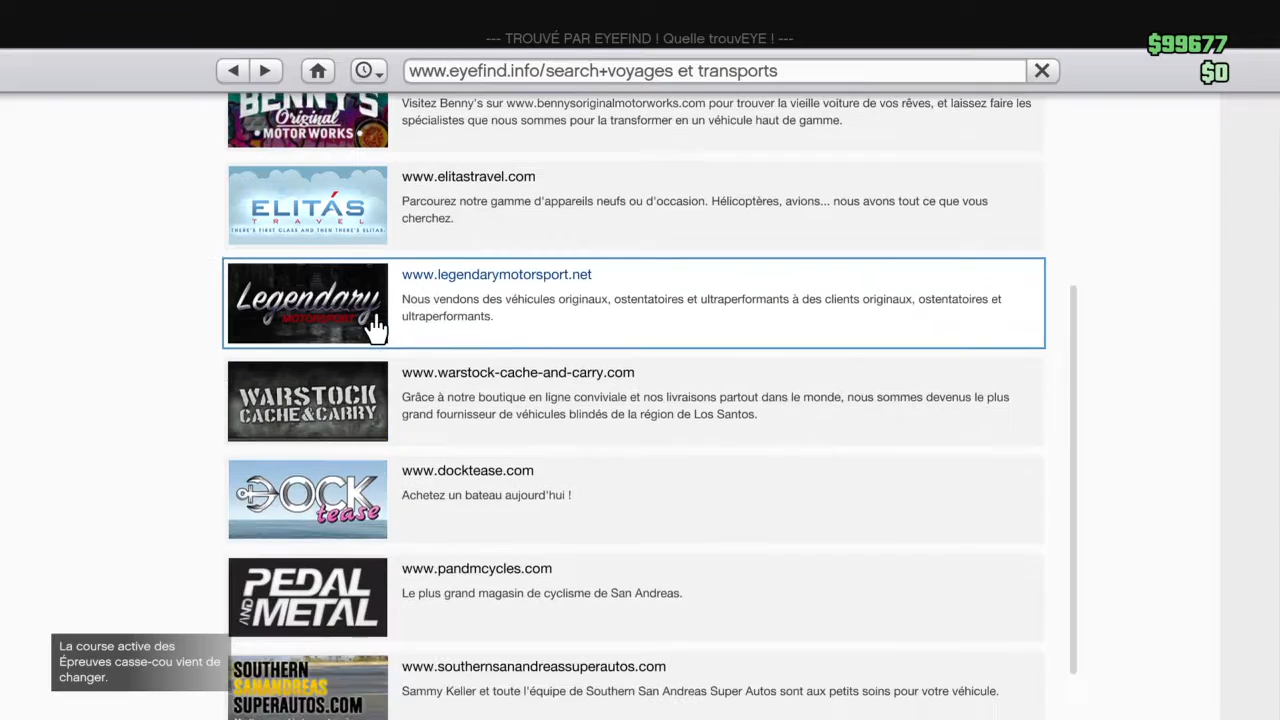 --- TROUVÉ PAR EYEFIND ! Quelle trouvEYE ! ---
$99677
$0
www.eyefind.info/search+voyages et transports
BENNY'S
Original
• MOTOR WORKS •
Visitez Benny's sur www.bennysoriginalmotorworks.com pour trouver la vieille voiture de vos rêves, et laissez faire les
spécialistes que nous sommes pour la transformer en un véhicule haut de gamme.
ELITÁS
TRAVEL
THERE'S FIRST CLASS AND THEN THERE'S ELITAS.
www.elitastravel.com
Parcourez notre gamme d'appareils neufs ou d'occasion. Hélicoptères, avions... nous avons tout ce que vous
cherchez.
Legendary
MOTORSPORT
www.legendarymotorsport.net
Nous vendons des véhicules originaux, ostentatoires et ultraperformants à des clients originaux, ostentatoires et
ultraperformants.
WARSTOCK
CACHE&CARRY
www.warstock-cache-and-carry.com
Grâce à notre boutique en ligne conviviale et nos livraisons partout dans le monde, nous sommes devenus le plus
grand fournisseur de véhicules blindés de la région de Los Santos.
DOCK
tease
www.docktease.com
Achetez un bateau aujourd'hui !
PEDAL
AND METAL
www.pandmcycles.com
Le plus grand magasin de cyclisme de San Andreas.
La course active des
Épreuves casse-cou vient de
changer.
SOUTHERN
SANANDREAS
SUPERAUTOS.COM
www.southernsanandreassuperautos.com
Sammy Keller et toute l'équipe de Southern San Andreas Super Autos sont aux petits soins pour votre véhicule.